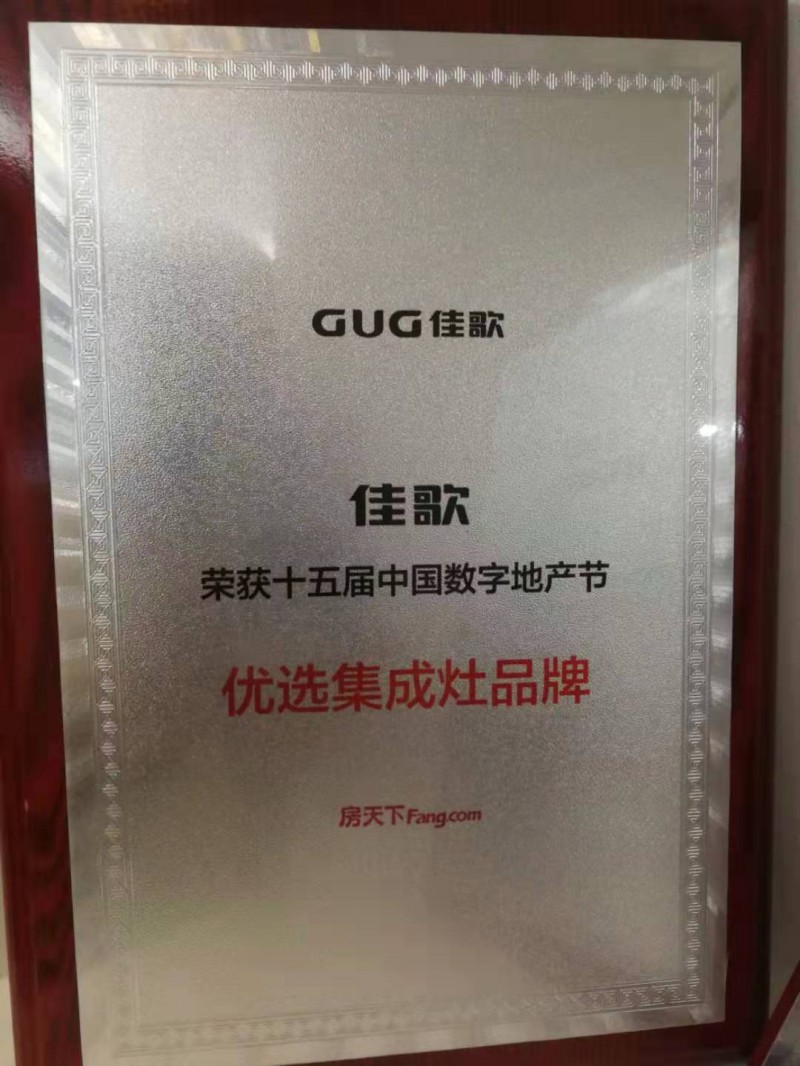 GUG佳歌
佳歌
荣获十五届中国数字地产节
优选集成灶品牌
房天下Fang.com